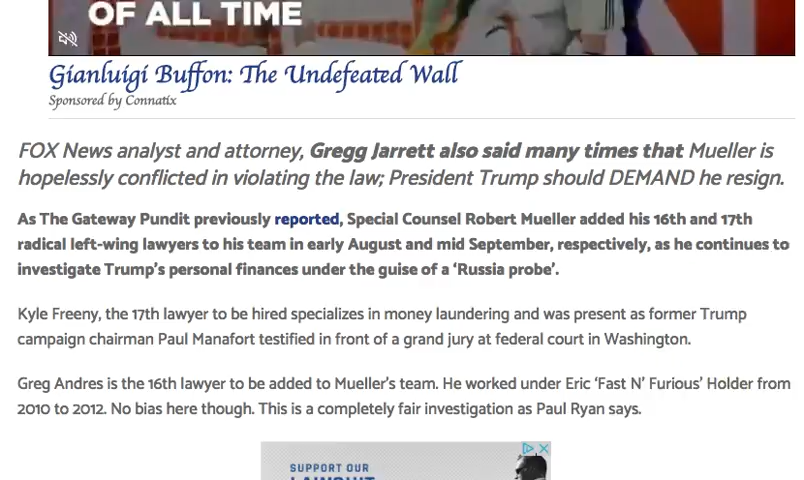 OF ALL TIME
Gianluigi Buffon: The Undefeated Wall
Sponsored by Connatix
FOX News analyst and attorney, Gregg Jarrett also said many times that Mueller is
hopelessly conflicted in violating the law; President Trump should DEMAND he resign.
As The Gateway Pundit previously reported, Special Counsel Robert Mueller added his 16th and 17th
radical left-wing lawyers to his team in early August and mid September, respectively, as he continues to
investigate Trump's personal finances under the guise of a ‘Russia probe’.
Kyle Freeny, the 17th lawyer to be hired specializes in money laundering and was present as former Trump
campaign chairman Paul Manafort testified in front of a grand jury at federal court in Washington.
Greg Andres is the 16th lawyer to be added to Mueller's team. He worked under Eric ‘Fast N’ Furious’ Holder from
2010 to 2012. No bias here though. This is a completely fair investigation as Paul Ryan says.
SUPPORT OUR
LAWSUIT